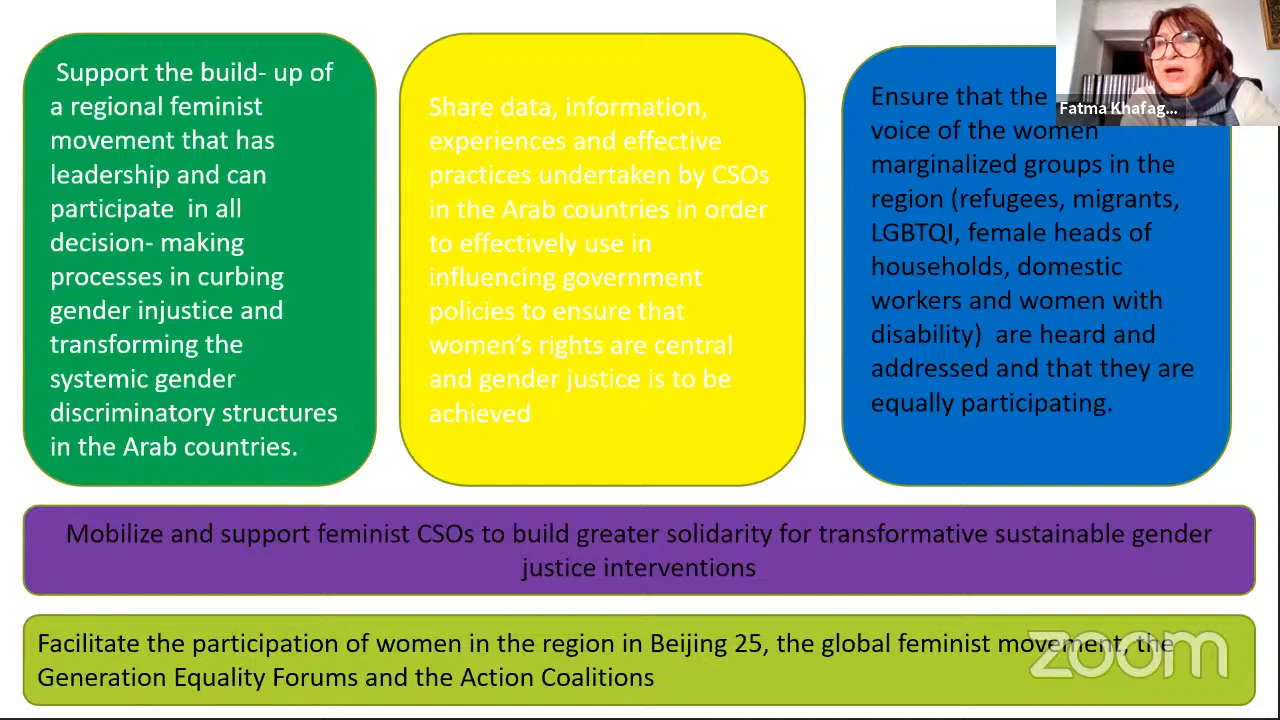 Support the build- up of
a regional feminist
movement that has
leadership and can
participate in all
decision- making
processes in curbing
gender injustice and
transforming the
systemic gender
discriminatory structures
in the Arab countries.
Share data, information,
experiences and effective
practices undertaken by CSOs
in the Arab countries in order
to effectively use in
influencing government
policies to ensure that
women's rights are central
and gender justice is to be
achieved
Ensure that the
voice of the women
marginalized groups in the
region (refugees, migrants,
LGBTQI, female heads of
households, domestic
workers and women with
disability) are heard and
addressed and that they are
equally participating.
Fatma Khafag...
Mobilize and support feminist CSOs to build greater solidarity for transformative sustainable gender
justice interventions
Facilitate the participation of women in the region in Beijing 25, the global feminist movement, the
Generation Equality Forums and the Action Coalitions
zoom